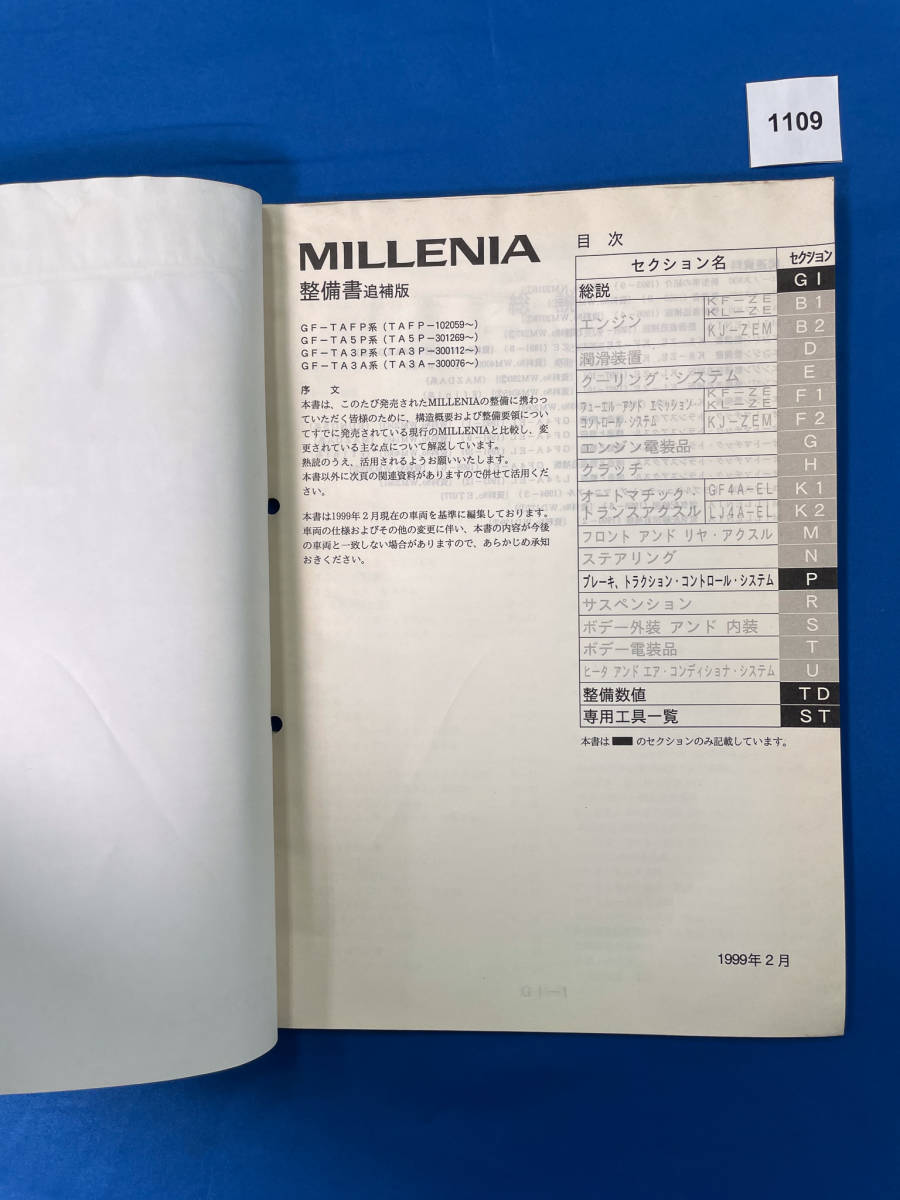 1109
MILLENIA
整備書追補版
GF-TAFP系（TAFP-102059〜）
GF-TA5P系（TA5P-301269〜）
GF-TA3P系（TA3P-300112〜）
GF-TA3A系（TA3A-300076〜）
序　文
本書は、このたび発売されたMILLENIAの整備に携わっ
ていただく皆様のために、構造概要および整備要領につい
てすでに発売されている現行のMILLENIAと比較し、変
更されている主な点について解説しています。
熟読のうえ、活用されるようお願いいたします。
本書以外に次頁の関連資料がありますので併せて活用くだ
さい。
本書は1999年２月現在の車両を基準に編集しております。
車両の仕様およびその他の変更に伴い、本書の内容が今後
の車両と一致しない場合がありますので、あらかじめ承知
おきください。
目　次
セクション名 セクション
総説 GI
エンジン KF-ZE KL-ZE B1
KJ-ZEM B2
潤滑装置 D
クーリング・システム E
フューエル アンド エミッション・コントロール・システム KF-ZE KL-ZE F1
KJ-ZEM F2
エンジン電装品 G
クラッチ H
オートマチック・トランスアクスル GF4A-EL K1
LJ4A-EL K2
フロント アンド リヤ・アクスル M
ステアリング N
ブレーキ、トラクション・コントロール・システム P
サスペンション R
ボデー外装 アンド 内装 S
ボデー電装品 T
ヒータ アンド エア・コンディショナ・システム U
整備数値 TD
専用工具一覧 ST
本書は のセクションのみ記載しています。
1999年２月